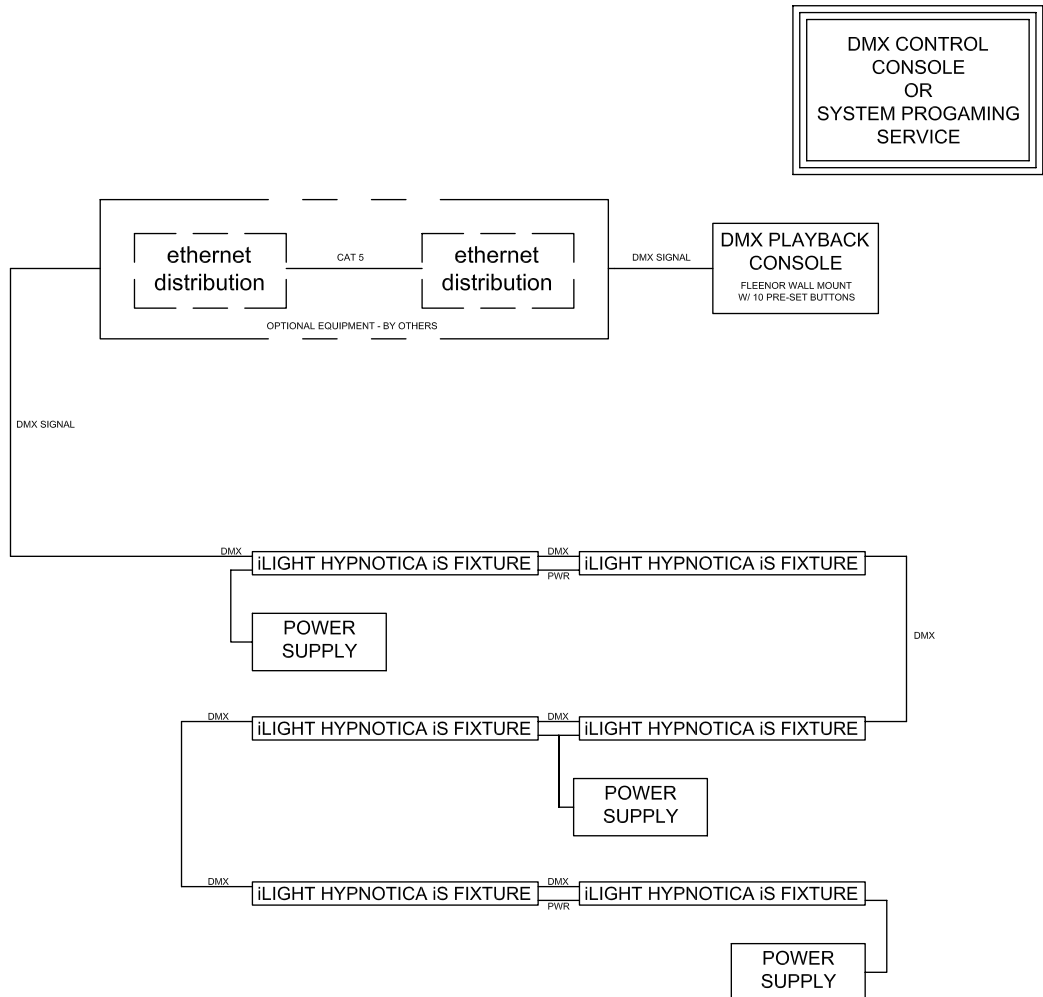 DMX CONTROL
CONSOLE
OR
SYSTEM PROGAMING
SERVICE
ethernet
distribution
CAT 5
ethernet
distribution
OPTIONAL EQUIPMENT - BY OTHERS
DMX SIGNAL
DMX PLAYBACK
CONSOLE
FLEENOR WALL MOUNT
W/ 10 PRE-SET BUTTONS
DMX SIGNAL
DMX
iLIGHT HYPNOTICA iS FIXTURE
DMX
PWR
iLIGHT HYPNOTICA iS FIXTURE
POWER
SUPPLY
DMX
DMX
iLIGHT HYPNOTICA iS FIXTURE
DMX
iLIGHT HYPNOTICA iS FIXTURE
POWER
SUPPLY
DMX
iLIGHT HYPNOTICA iS FIXTURE
DMX
PWR
iLIGHT HYPNOTICA iS FIXTURE
POWER
SUPPLY